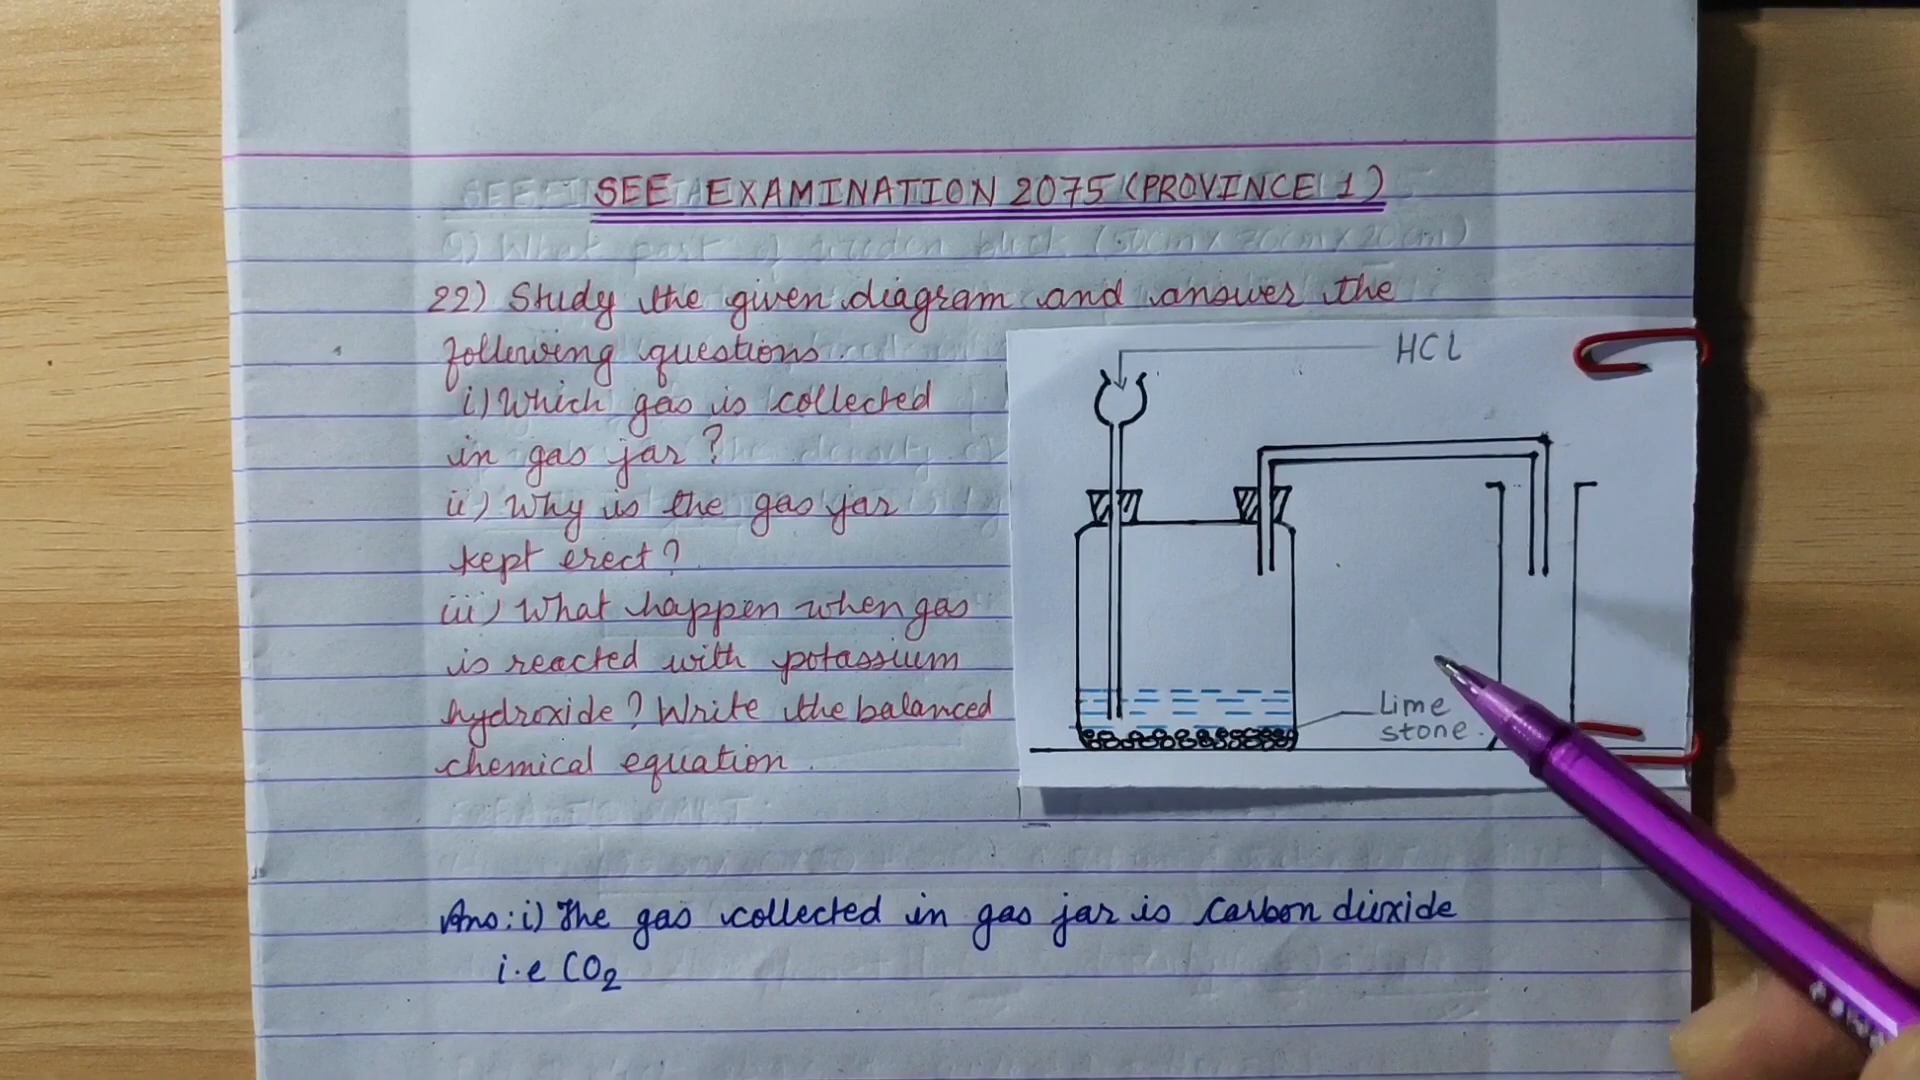 SEE EXAMINATION 2075 (PROVINCE 1)
22) Study the given diagram and answer the
following questions.
i) Which gas is collected
in gas jar?
ii) Why is the gas jar
kept erect?
iii) What happen when gas
is reacted with potassium
hydroxide? Write the balanced
chemical equation.
HCl
Lime
stone.
Ans: i) The gas collected in gas jar is carbon dioxide
i.e CO2